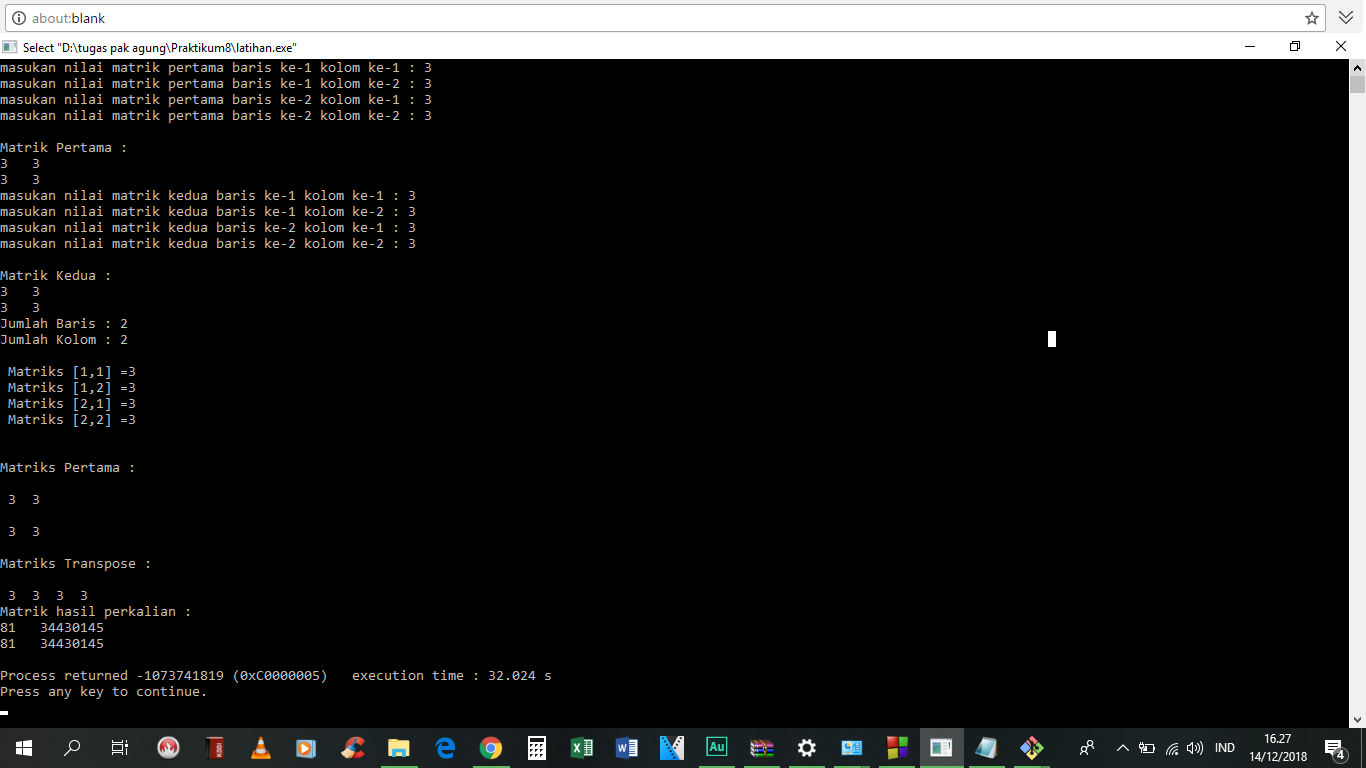 about:blank
Select "D:\tugas pak agung\Praktikum8\latihan.exe"
masukan nilai matrik pertama baris ke-1 kolom ke-1 : 3
masukan nilai matrik pertama baris ke-1 kolom ke-2 : 3
masukan nilai matrik pertama baris ke-2 kolom ke-1 : 3
masukan nilai matrik pertama baris ke-2 kolom ke-2 : 3
Matrik Pertama :
3 3
3 3
masukan nilai matrik kedua baris ke-1 kolom ke-1 : 3
masukan nilai matrik kedua baris ke-1 kolom ke-2 : 3
masukan nilai matrik kedua baris ke-2 kolom ke-1 : 3
masukan nilai matrik kedua baris ke-2 kolom ke-2 : 3
Matrik Kedua :
3 3
3 3
Jumlah Baris : 2
Jumlah Kolom : 2
Matriks [1,1] =3
Matriks [1,2] =3
Matriks [2,1] =3
Matriks [2,2] =3
Matriks Pertama :
3 3
3 3
Matriks Transpose :
3 3 3 3
Matrik hasil perkalian :
81 34430145
81 34430145
Process returned -1073741819 (0xC0000005) execution time : 32.024 s
Press any key to continue.
Au
IND
16.27
14/12/2018
4